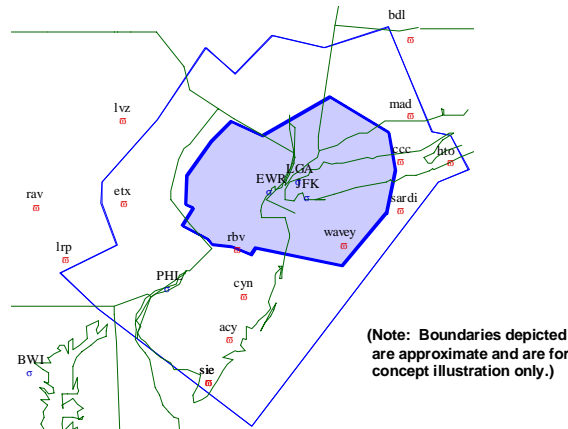 bdl
lvz
mad
ccc
hto
LGA
EWR
JFK
rav
etx
sardi
rbv
wavey
lrp
PHL
cyn
acy
(Note: Boundaries depicted
are approximate and are for
concept illustration only.)
BWI
sie